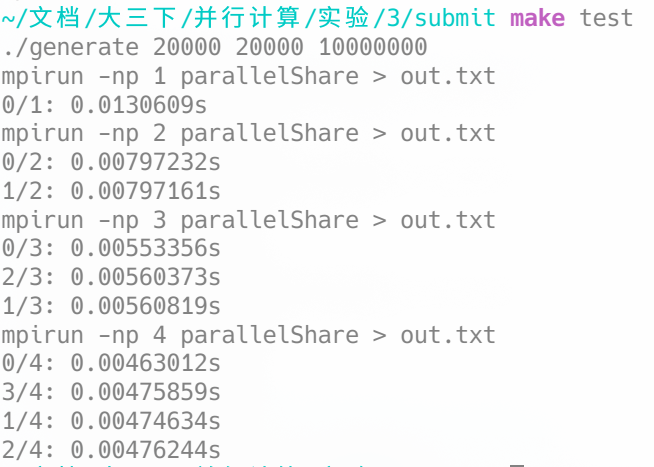 ~/文档/大三下/并行计算/实验/3/submit make test
./generate 20000 20000 10000000
mpirun -np 1 parallelShare > out.txt
0/1: 0.0130609s
mpirun -np 2 parallelShare > out.txt
0/2: 0.00797232s
1/2: 0.00797161s
mpirun -np 3 parallelShare > out.txt
0/3: 0.00553356s
2/3: 0.00560373s
1/3: 0.00560819s
mpirun -np 4 parallelShare > out.txt
0/4: 0.00463012s
3/4: 0.00475859s
1/4: 0.00474634s
2/4: 0.00476244s